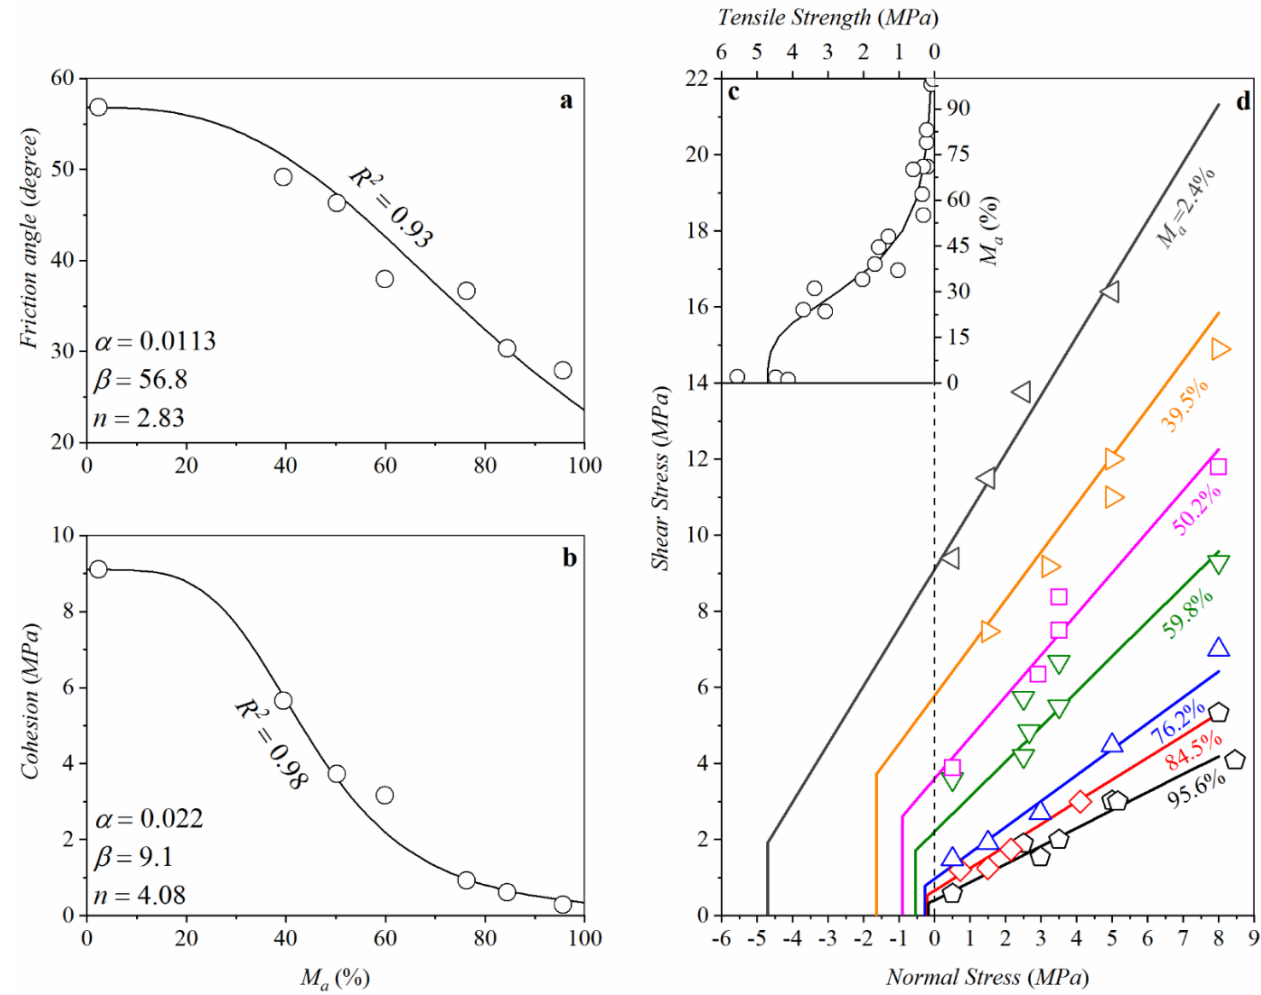 a
60
50
40
30
20
Friction angle (degree)
R² = 0.93
α = 0.0113
β = 56.8
n = 2.83
0 20 40 60 80 100
b
10
8
6
4
2
0
Cohesion (MPa)
R² = 0.98
α = 0.022
β = 9.1
n = 4.08
0 20 40 60 80 100
Mₐ (%)
Tensile Strength (MPa)
6 5 4 3 2 1 0
c
90
75
60
45
30
15
0
Mₐ (%)
d
22
20
18
16
14
12
10
8
6
4
2
0
Shear Stress (MPa)
Mₐ=2.4%
39.5%
50.2%
59.8%
76.2%
84.5%
95.6%
-6 -5 -4 -3 -2 -1 0 1 2 3 4 5 6 7 8 9
Normal Stress (MPa)